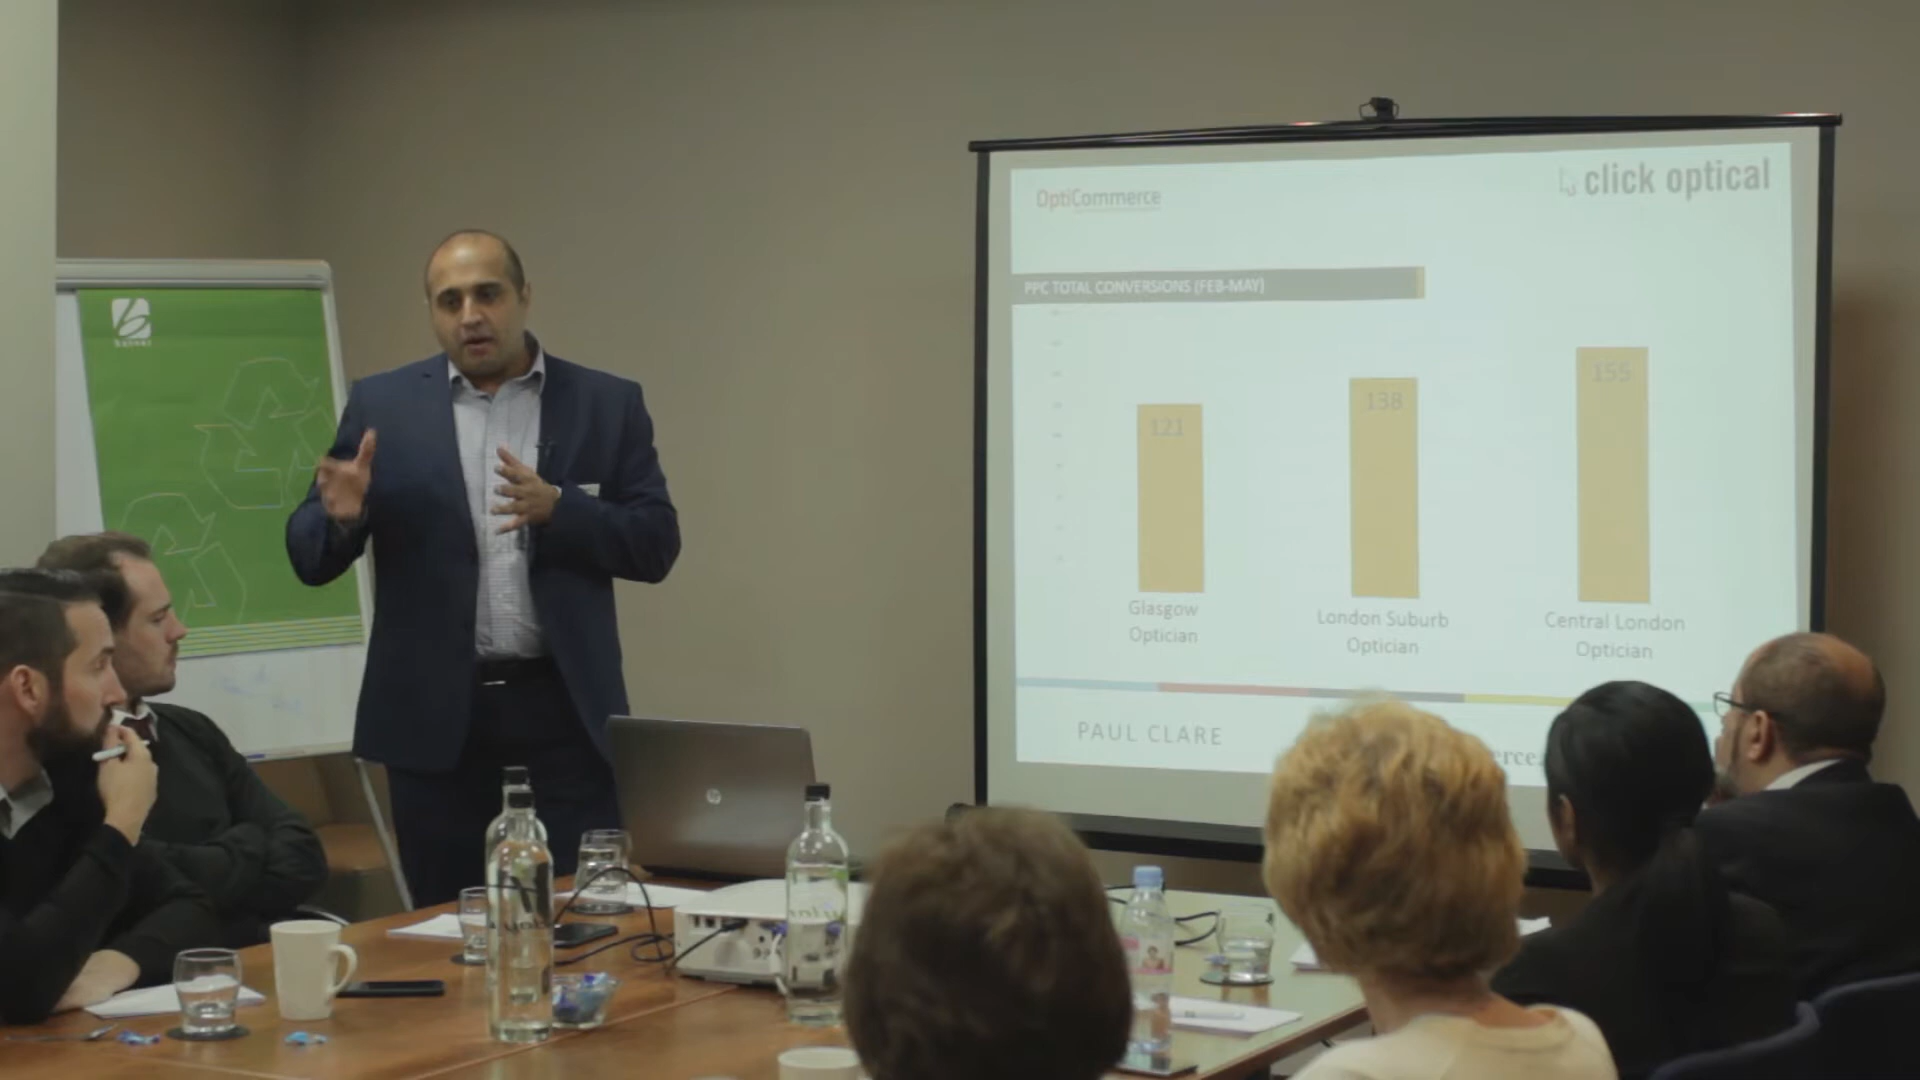 OptiCommerce
click optical
PPC TOTAL CONVERSIONS (FEB-MAY)
121
138
155
Glasgow
Optician
London Suburb
Optician
Central London
Optician
PAUL CLARE
hp